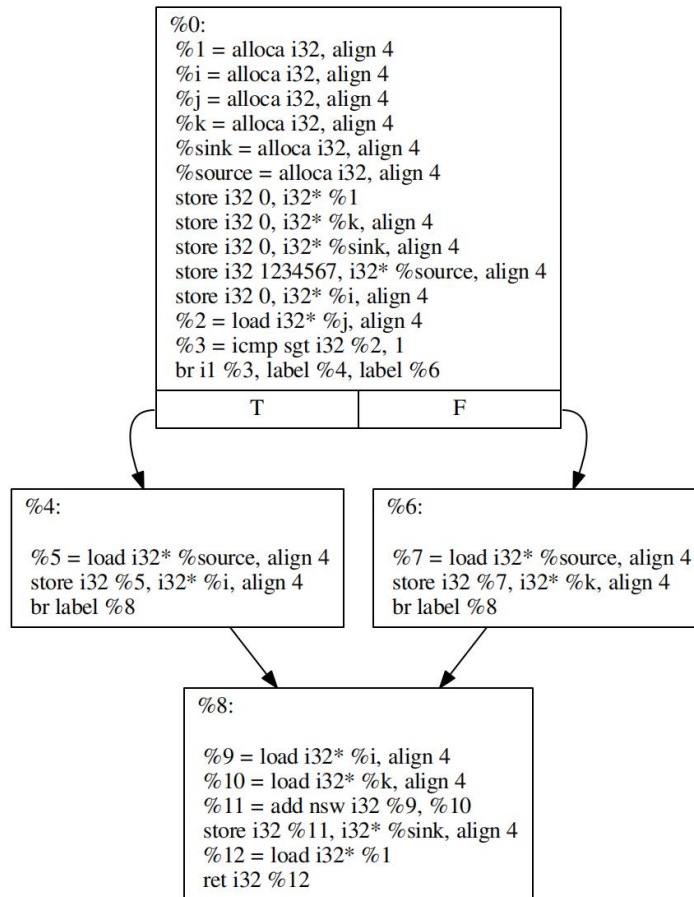 %0:
%1 = alloca i32, align 4
%i = alloca i32, align 4
%j = alloca i32, align 4
%k = alloca i32, align 4
%sink = alloca i32, align 4
%source = alloca i32, align 4
store i32 0, i32* %1
store i32 0, i32* %k, align 4
store i32 0, i32* %sink, align 4
store i32 1234567, i32* %source, align 4
store i32 0, i32* %i, align 4
%2 = load i32* %j, align 4
%3 = icmp sgt i32 %2, 1
br i1 %3, label %4, label %6
T F
%4:
%5 = load i32* %source, align 4
store i32 %5, i32* %i, align 4
br label %8
%6:
%7 = load i32* %source, align 4
store i32 %7, i32* %k, align 4
br label %8
%8:
%9 = load i32* %i, align 4
%10 = load i32* %k, align 4
%11 = add nsw i32 %9, %10
store i32 %11, i32* %sink, align 4
%12 = load i32* %1
ret i32 %12